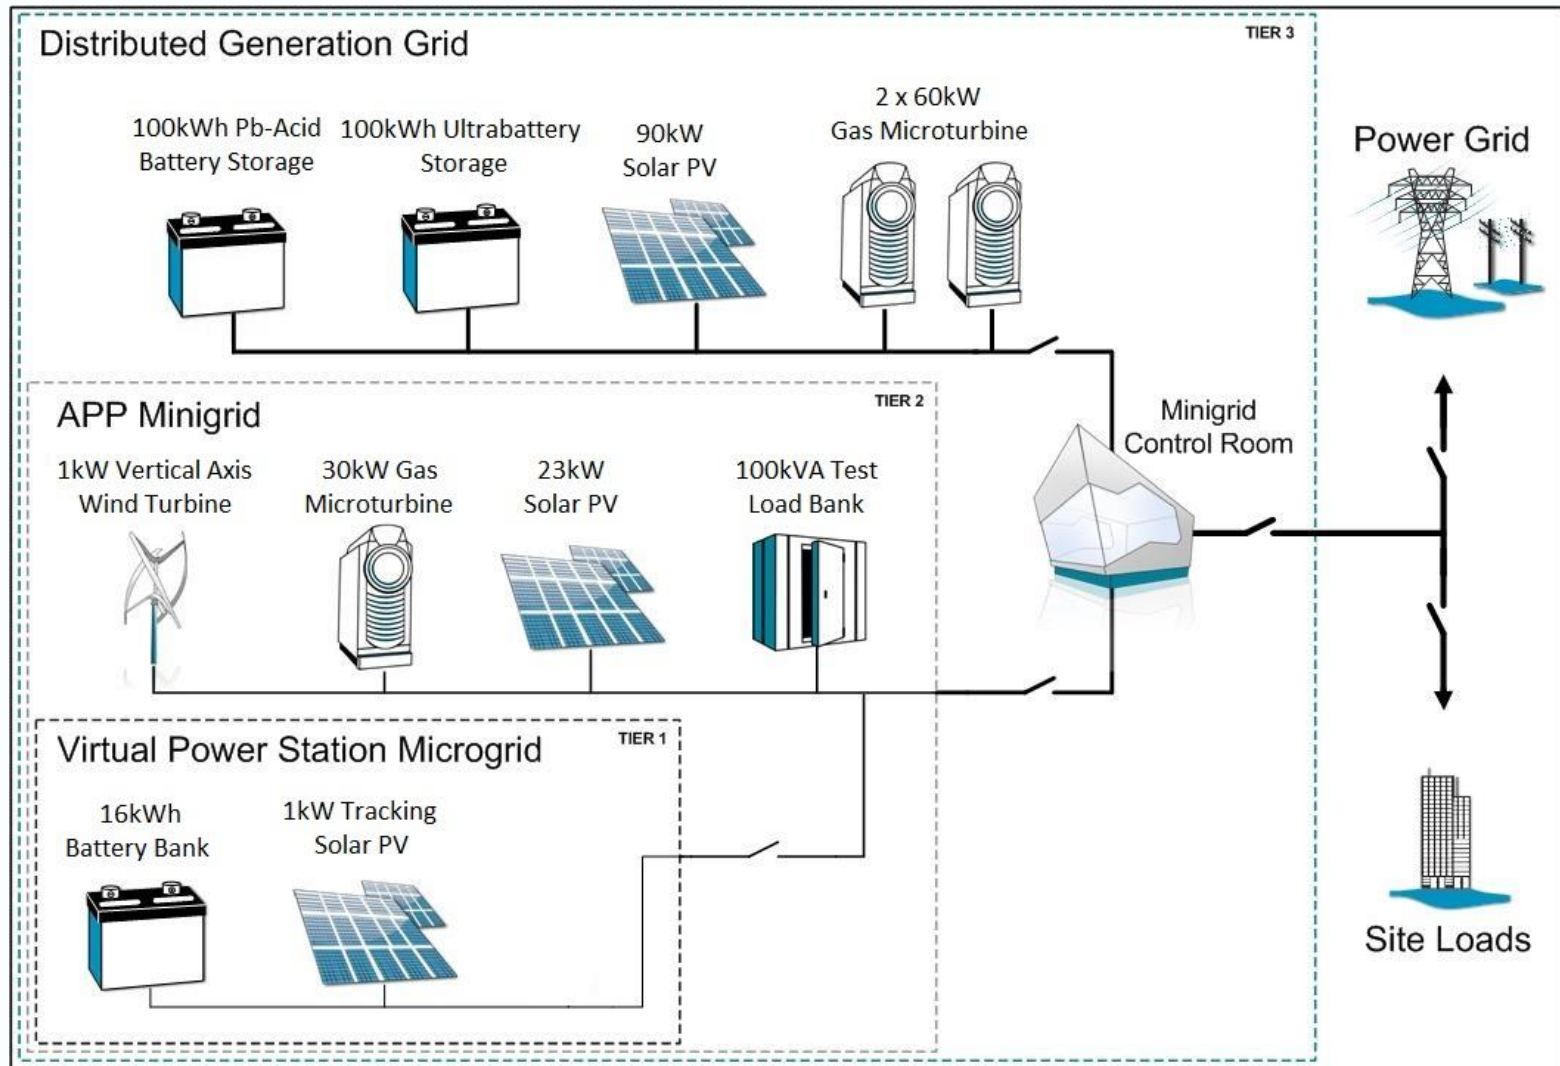 Distributed Generation Grid
TIER 3
100kWh Pb-Acid
Battery Storage
100kWh Ultrabattery
Storage
90kW
Solar PV
2 x 60kW
Gas Microturbine
Power Grid
APP Minigrid
TIER 2
1kW Vertical Axis
Wind Turbine
30kW Gas
Microturbine
23kW
Solar PV
100kVA Test
Load Bank
Minigrid
Control Room
Virtual Power Station Microgrid
TIER 1
16kWh
Battery Bank
1kW Tracking
Solar PV
Site Loads